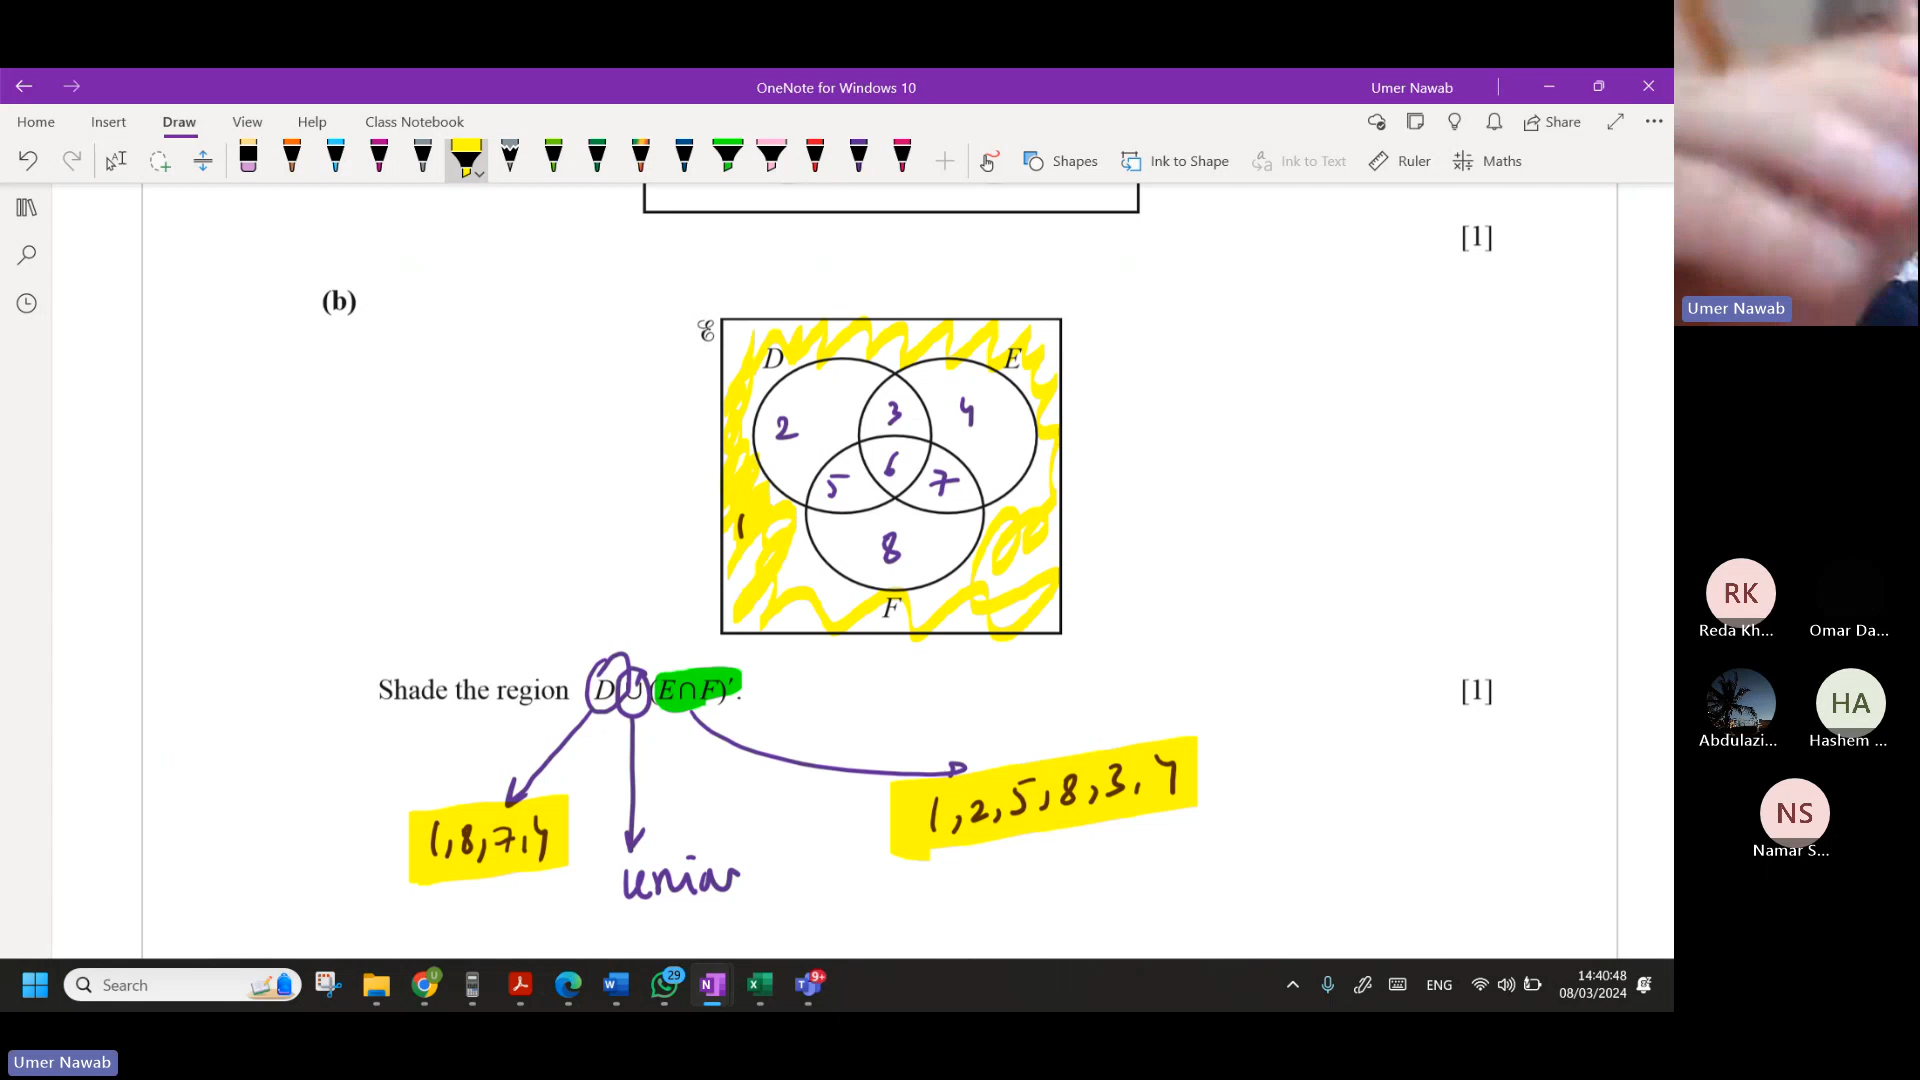 OneNote for Windows 10
Umer Nawab
Home Insert Draw View Help Class Notebook
Share
Shapes Ink to Shape Ink to Text Ruler Maths
[1]
Umer Nawab
(b)
ℰ
D E
2 3 4
5 6 7
1
8
F
Shade the region D ∪ (E ∩ F)′.
[1]
1, 2, 5, 8, 3, 4
1, 8, 7, 4
union
RK
Reda Kh...
Omar Da...
Abdulazi...
HA
Hashem ...
NS
Namar S...
Search
U
29
9+
ENG
14:40:48
08/03/2024
Umer Nawab